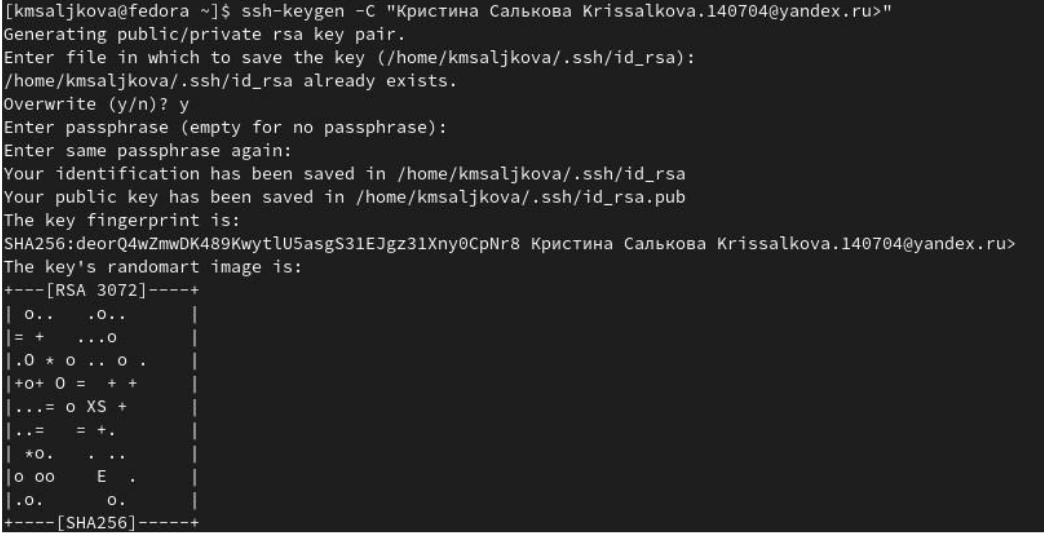 [kmsaljkova@fedora ~]$ ssh-keygen -C "Кристина Салькова Krissalkova.140704@yandex.ru>"
Generating public/private rsa key pair.
Enter file in which to save the key (/home/kmsaljkova/.ssh/id_rsa):
/home/kmsaljkova/.ssh/id_rsa already exists.
Overwrite (y/n)? y
Enter passphrase (empty for no passphrase):
Enter same passphrase again:
Your identification has been saved in /home/kmsaljkova/.ssh/id_rsa
Your public key has been saved in /home/kmsaljkova/.ssh/id_rsa.pub
The key fingerprint is:
SHA256:deorQ4wZmwDK489KwytlU5asgS31EJgz31Xny0CpNr8 Кристина Салькова Krissalkova.140704@yandex.ru>
The key's randomart image is:
+---[RSA 3072]----+
| o..   .o..      |
|= +   ...o       |
|.O * o .. o .    |
|+o+ O =  + +     |
|...= o XS +      |
|..=   = +.       |
| *o.   . ..      |
|o oo    E  .     |
|.o.      o.      |
+----[SHA256]-----+